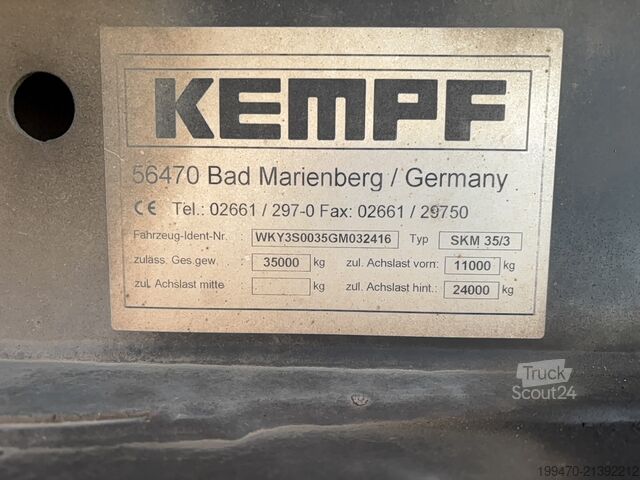 KEMPF
56470 Bad Marienberg / Germany
CE Tel.: 02661 / 297-0 Fax: 02661 / 29750
Fahrzeug-Ident-Nr. WKY3S0035GM032416 Typ SKM 35/3
zuläss. Ges.gew. 35000 kg zul. Achslast vorn: 11000 kg
zul. Achslast mitte kg zul. Achslast hint.: 24000 kg
Truck
Scout24
199470-21392212